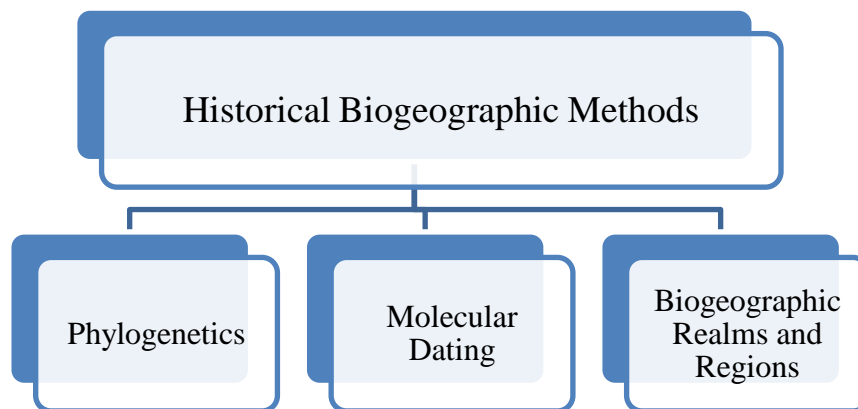 Historical Biogeographic Methods
Phylogenetics
Molecular
Dating
Biogeographic
Realms and
Regions